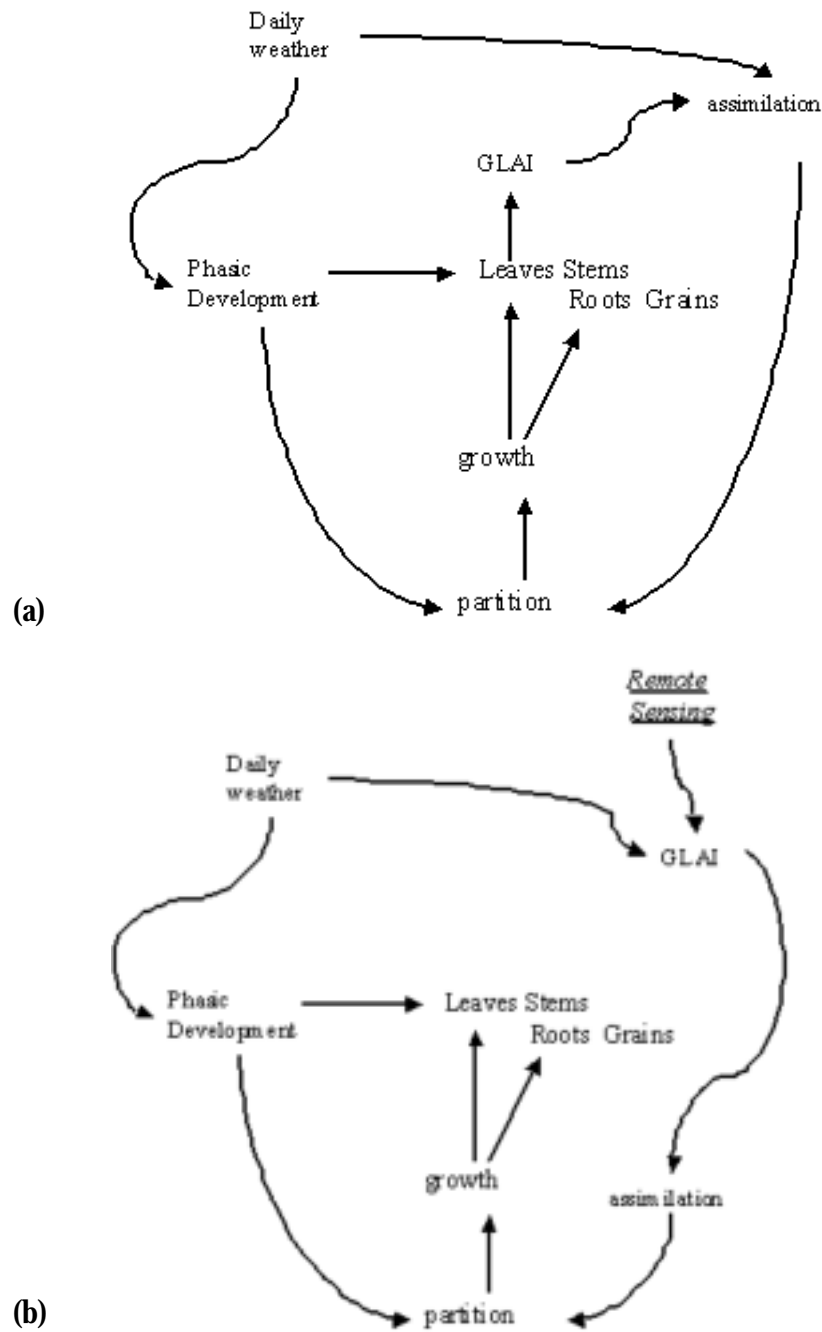 Daily
weather
assimilation
GLAI
Phasic
Development
Leaves Stems
Roots Grains
growth
partition
(a)
Remote
Sensing
Daily
weather
GLAI
Phasic
Development
Leaves Stems
Roots Grains
growth
assimilation
partition
(b)